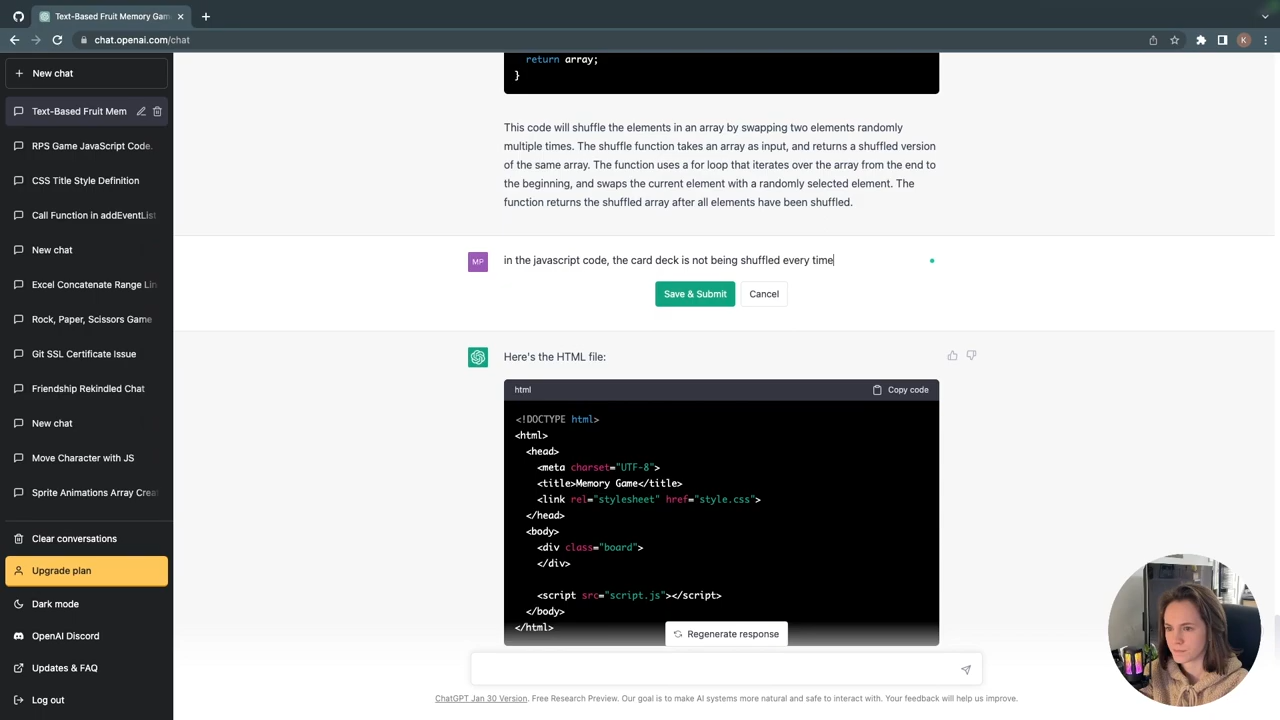 Text-Based Fruit Memory Gam
chat.openai.com/chat
K
New chat
Text-Based Fruit Mem
RPS Game JavaScript Code.
CSS Title Style Definition
Call Function in addEventList
New chat
Excel Concatenate Range Lin
Rock, Paper, Scissors Game
Git SSL Certificate Issue
Friendship Rekindled Chat
New chat
Move Character with JS
Sprite Animations Array Crea
Clear conversations
Upgrade plan
Dark mode
OpenAI Discord
Updates & FAQ
Log out
return array;
}
This code will shuffle the elements in an array by swapping two elements randomly
multiple times. The shuffle function takes an array as input, and returns a shuffled version
of the same array. The function uses a for loop that iterates over the array from the end to
the beginning, and swaps the current element with a randomly selected element. The
function returns the shuffled array after all elements have been shuffled.
MP
in the javascript code, the card deck is not being shuffled every time
Save & Submit
Cancel
Here's the HTML file:
html
Copy code
<!DOCTYPE html>
<html>
<head>
<meta charset="UTF-8">
<title>Memory Game</title>
<link rel="stylesheet" href="style.css">
</head>
<body>
<div class="board">
</div>
<script src="script.js"></script>
</body>
</html>
Regenerate response
ChatGPT Jan 30 Version. Free Research Preview. Our goal is to make AI systems more natural and safe to interact with. Your feedback will help us improve.